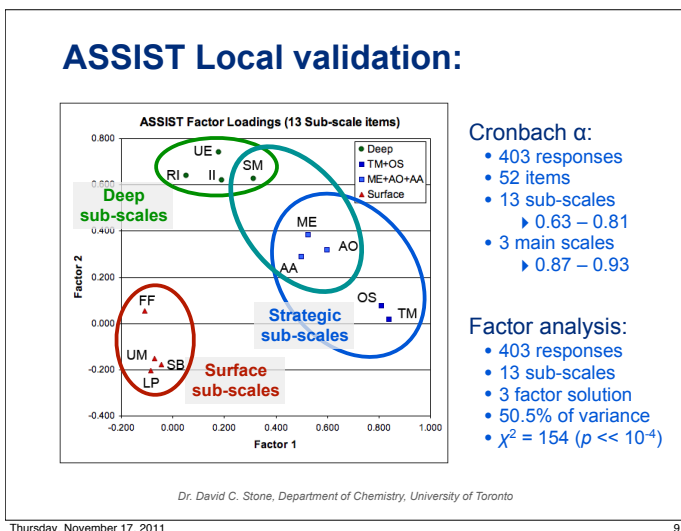 ASSIST Local validation:
ASSIST Factor Loadings (13 Sub-scale items)
0.800
0.600
0.400
0.200
0.000
-0.200
-0.400
Factor 2
-0.200
0.000
0.200
0.400
0.600
0.800
1.000
Factor 1
Deep
TM+OS
ME+AO+AA
Surface
UE
SM
RI
II
Deep
sub-scales
ME
AO
AA
OS
TM
Strategic
sub-scales
FF
UM
SB
LP
Surface
sub-scales
Cronbach α:
• 403 responses
• 52 items
• 13 sub-scales
▸ 0.63 – 0.81
• 3 main scales
▸ 0.87 – 0.93
Factor analysis:
• 403 responses
• 13 sub-scales
• 3 factor solution
• 50.5% of variance
• χ² = 154 (p << 10⁻⁴)
Dr. David C. Stone, Department of Chemistry, University of Toronto
Thursday, November 17, 2011
9